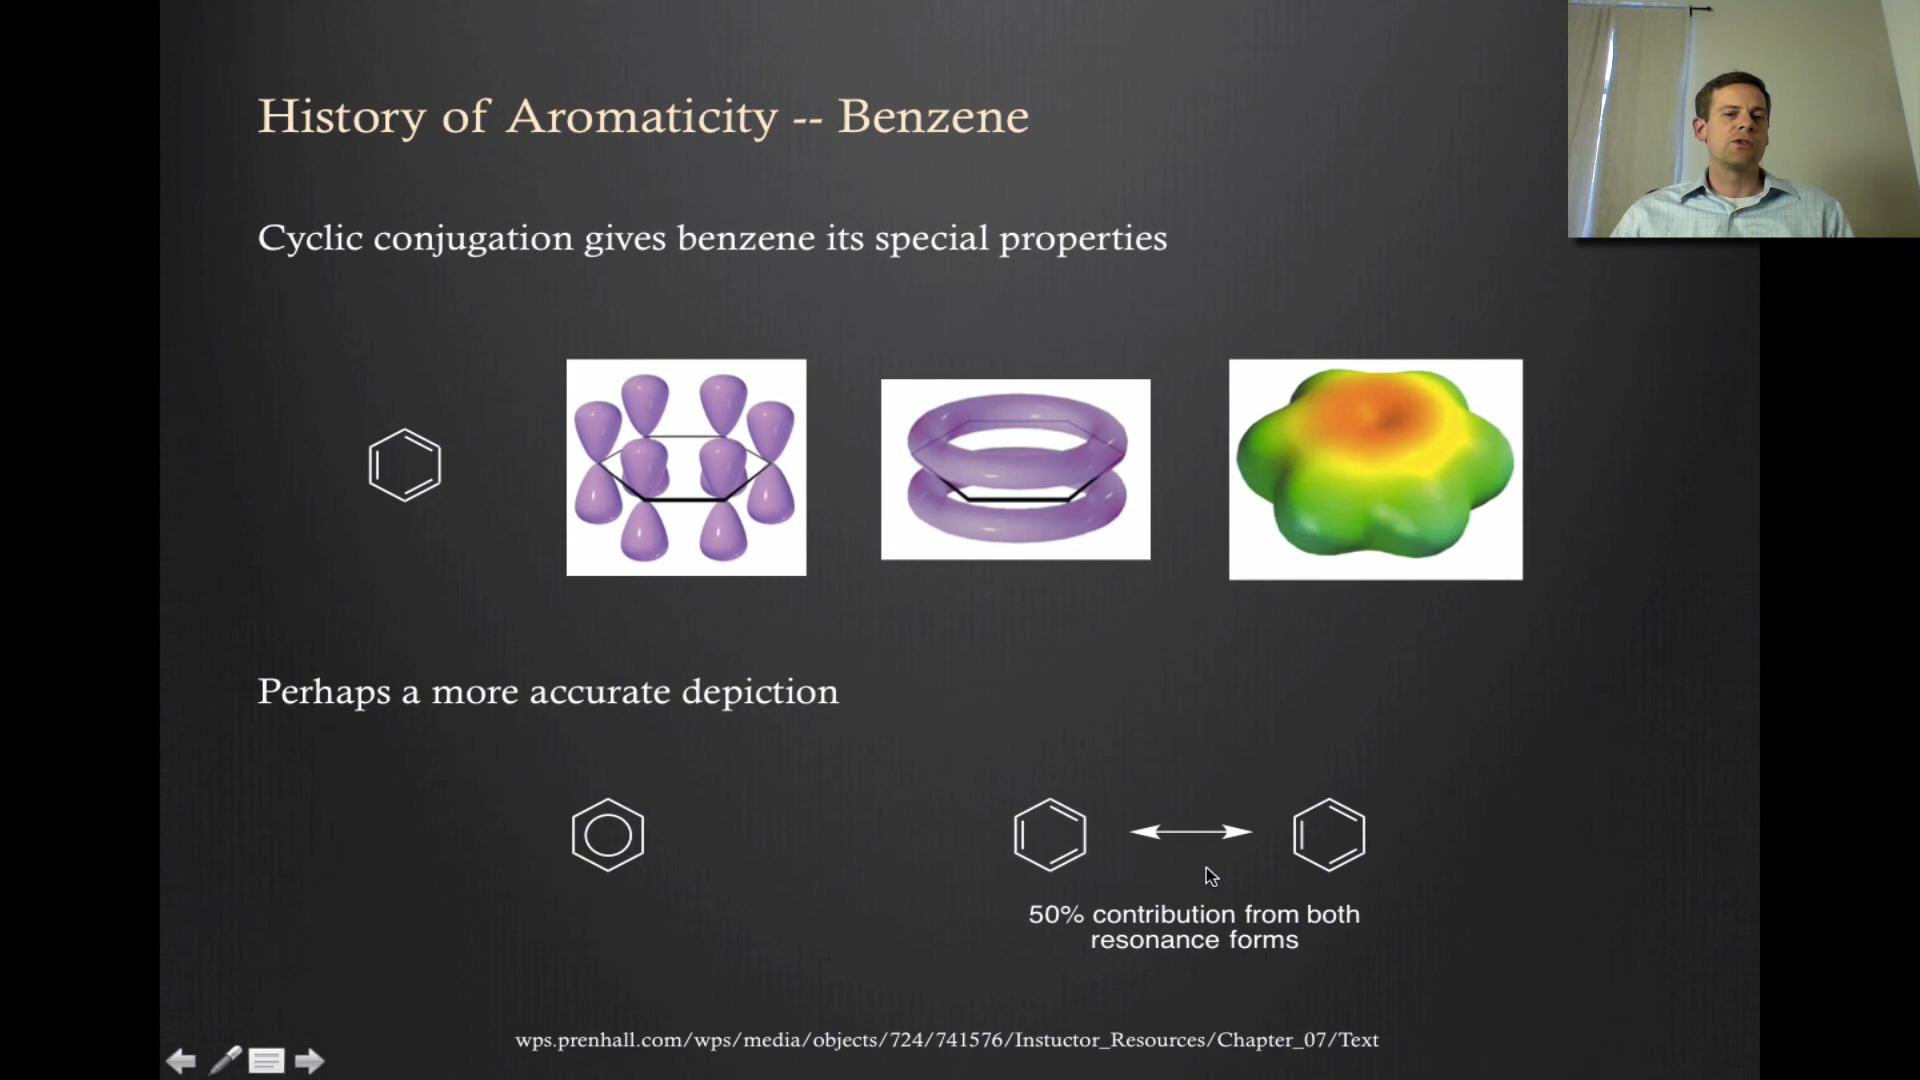 History of Aromaticity -- Benzene
Cyclic conjugation gives benzene its special properties
Perhaps a more accurate depiction
50% contribution from both
resonance forms
wps.prenhall.com/wps/media/objects/724/741576/Instuctor_Resources/Chapter_07/Text